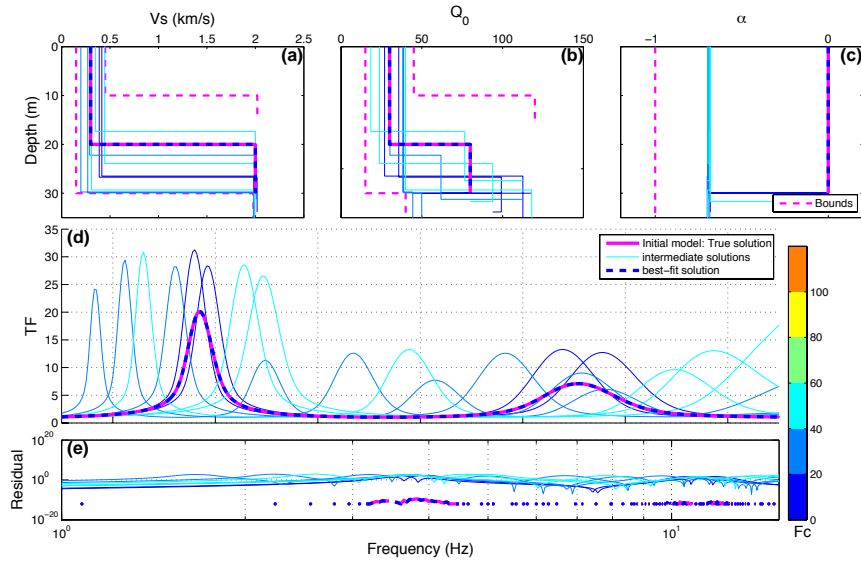 Vs (km/s)
Q0
α
0 0.5 1 1.5 2 2.5
0 50 100 150
−1 0
(a)
(b)
(c)
Depth (m)
0
10
20
30
Bounds
(d)
TF
35
30
25
20
15
10
5
0
Initial model: True solution
intermediate solutions
best−fit solution
100
80
60
40
20
0
Fc
(e)
Residual
10^20
10^0
10^−20
10^0 10^1
Frequency (Hz)